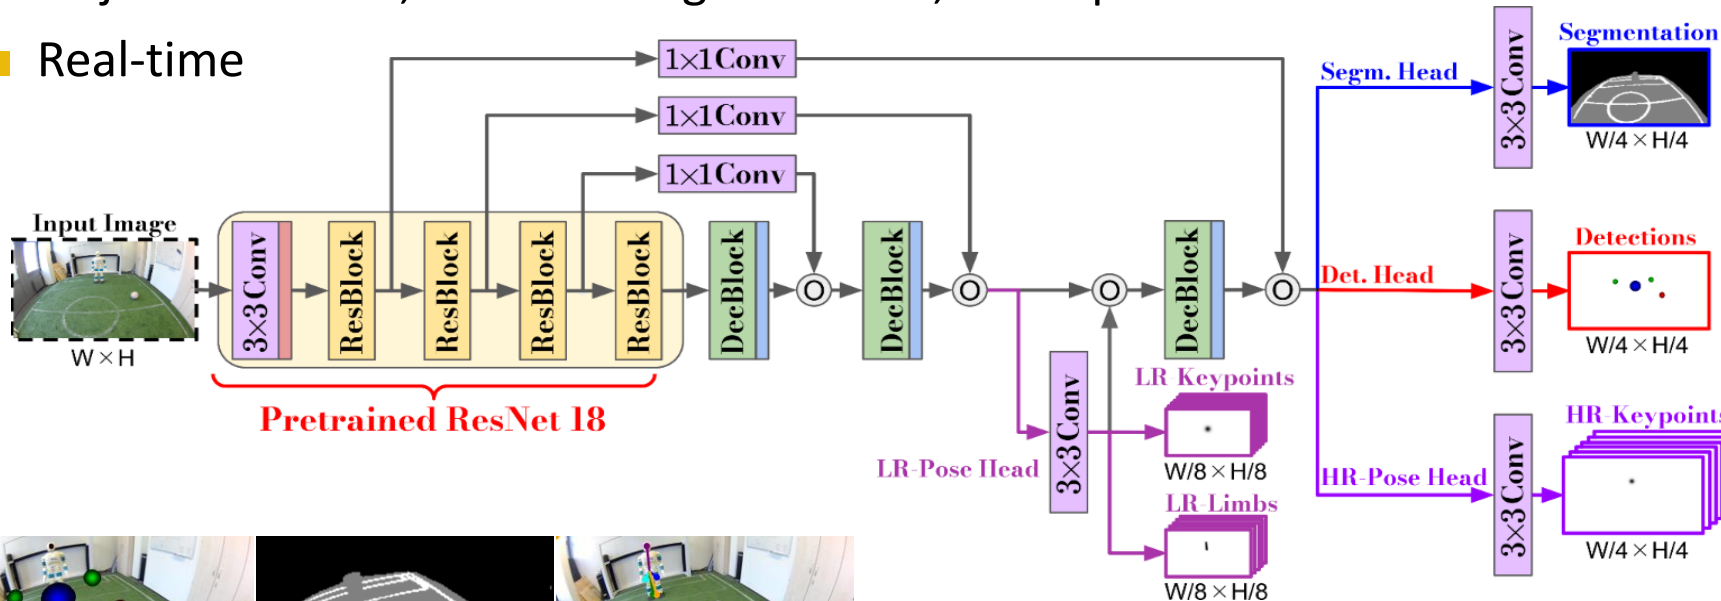 Real-time
1×1Conv
1×1Conv
1×1Conv
Input Image
W×H
3×3Conv
ResBlock
ResBlock
ResBlock
ResBlock
Pretrained ResNet 18
DecBlock
DecBlock
DecBlock
LR-Pose Head
3×3Conv
LR-Keypoints
W/8×H/8
LR-Limbs
W/8×H/8
Segm. Head
3×3Conv
Segmentation
W/4×H/4
Det. Head
3×3Conv
Detections
W/4×H/4
HR-Pose Head
3×3Conv
HR-Keypoints
W/4×H/4